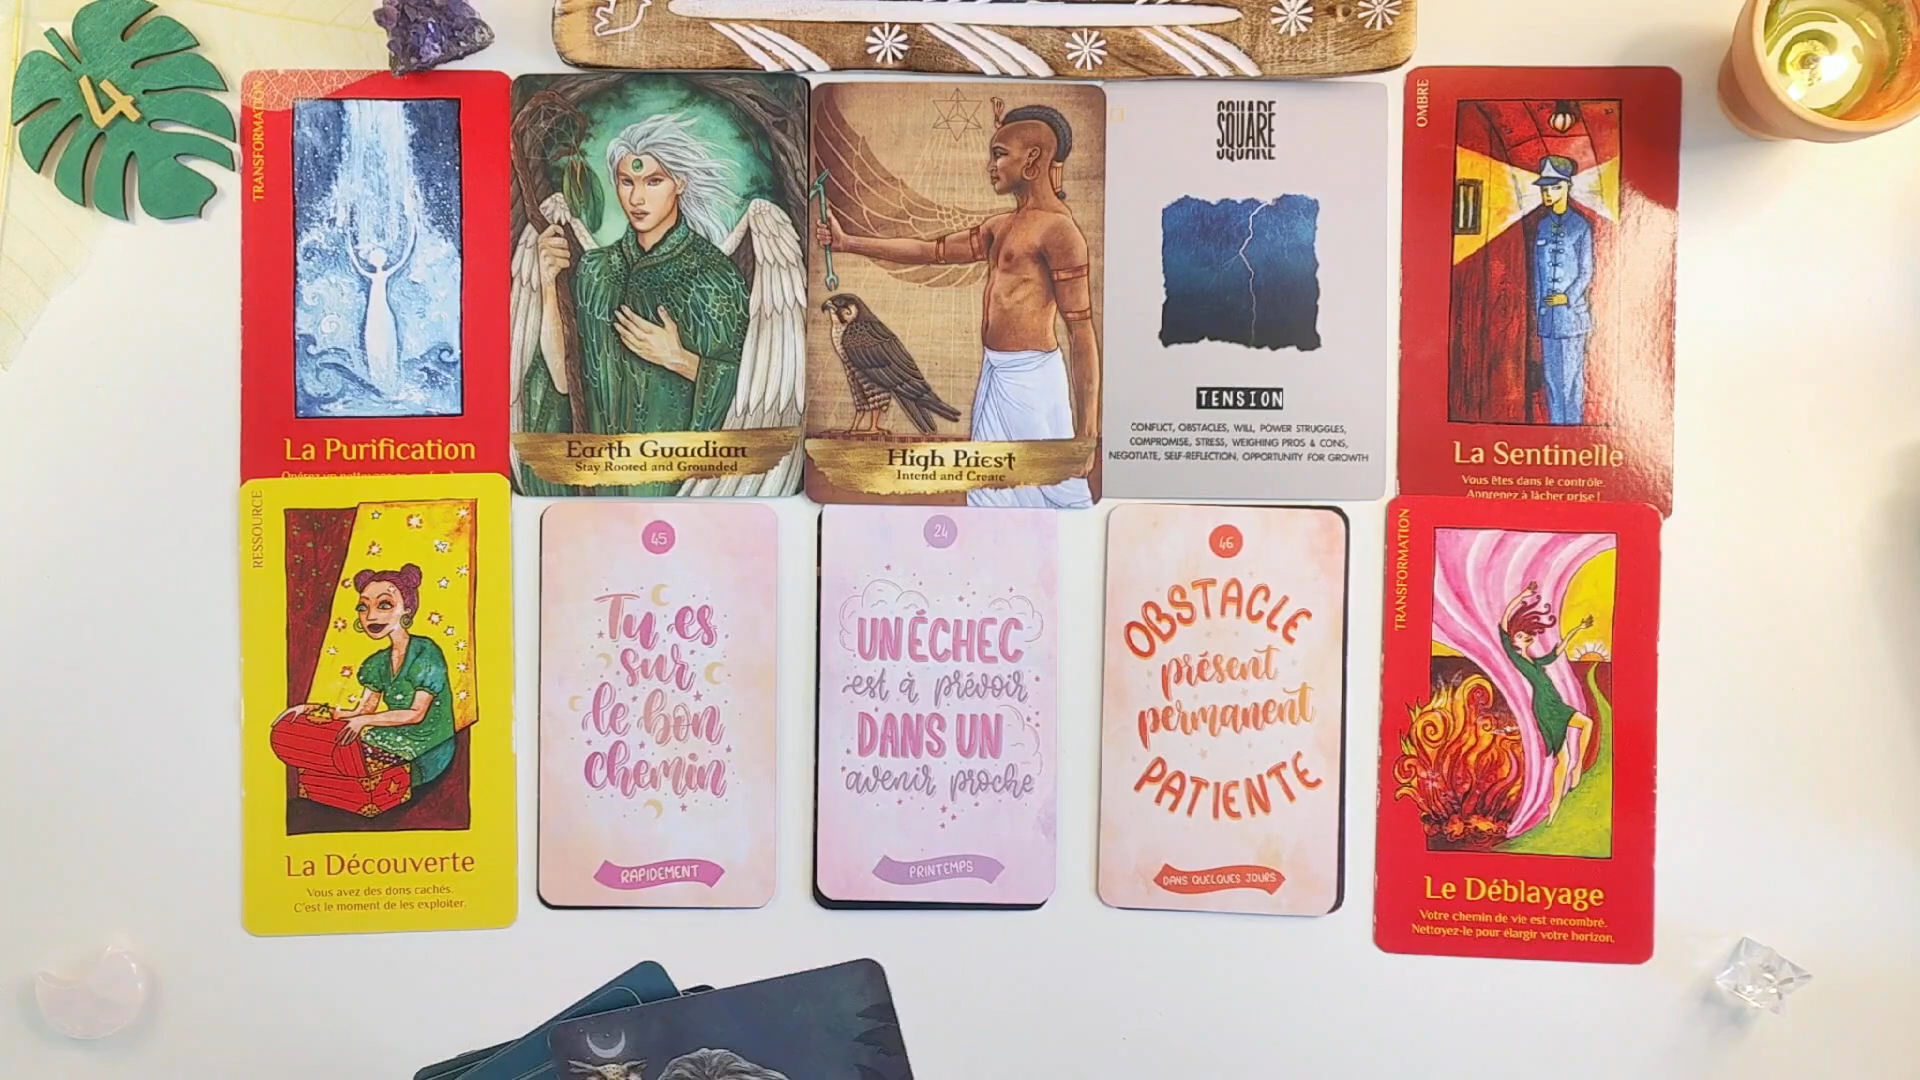 4
TRANSFORMATION
La Purification
Earth Guardian
Stay Rooted and Grounded
High Priest
Intend and Create
SQUARE
TENSION
CONFLICT, OBSTACLES, WILL, POWER STRUGGLES,
COMPROMISE, STRESS, WEIGHING PROS & CONS,
NEGOTIATE, SELF-REFLECTION, OPPORTUNITY FOR GROWTH
OMBRE
La Sentinelle
Vous êtes dans le contrôle.
Apprenez à lâcher prise !
RESSOURCE
La Découverte
Vous avez des dons cachés.
C'est le moment de les exploiter.
45
Tu es
sur
le bon
chemin
RAPIDEMENT
24
UN ÉCHEC
est à prévoir
DANS UN
avenir proche
PRINTEMPS
46
OBSTACLE
présent
permanent
PATIENTE
DANS QUELQUES JOURS
TRANSFORMATION
Le Déblayage
Votre chemin de vie est encombré.
Nettoyez-le pour élargir votre horizon.